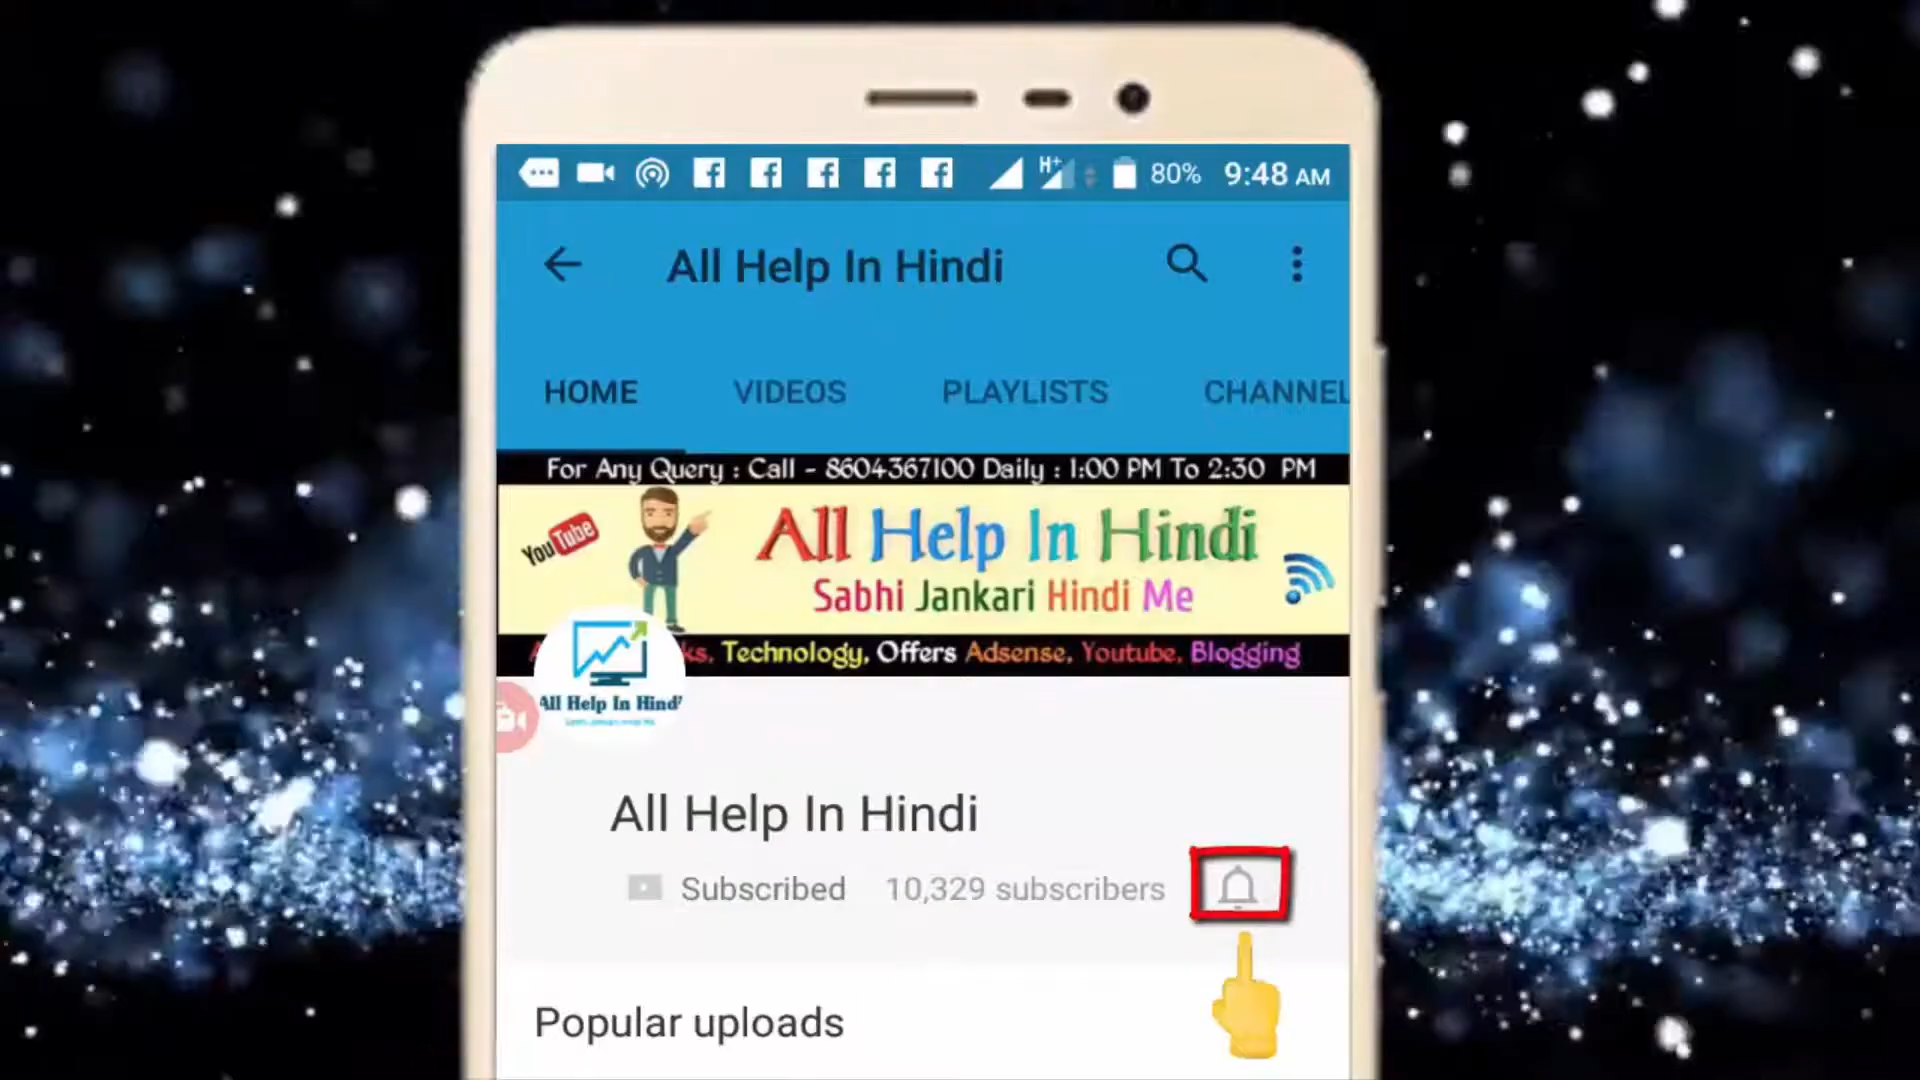 80% 9:48 AM
All Help In Hindi
HOME VIDEOS PLAYLISTS CHANNEL
For Any Query : Call - 8604367100 Daily : 1:00 PM To 2:30 PM
YouTube
All Help In Hindi
Sabhi Jankari Hindi Me
Technology, Offers Adsense, Youtube, Blogging
All Help In Hindi
All Help In Hindi
Subscribed 10,329 subscribers
Popular uploads